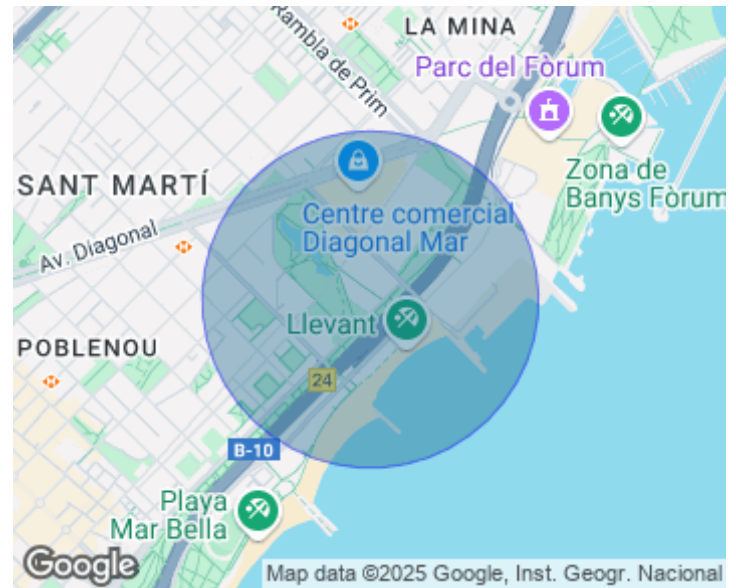 LA MINA
Rambla de Prim
Parc del Fòrum
Zona de
Banys Fòrum
SANT MARTÍ
Centre comercial
Diagonal Mar
Av. Diagonal
Llevant
POBLENOU
24
B-10
Playa
Mar Bella
Google
Map data ©2025 Google, Inst. Geogr. Nacional